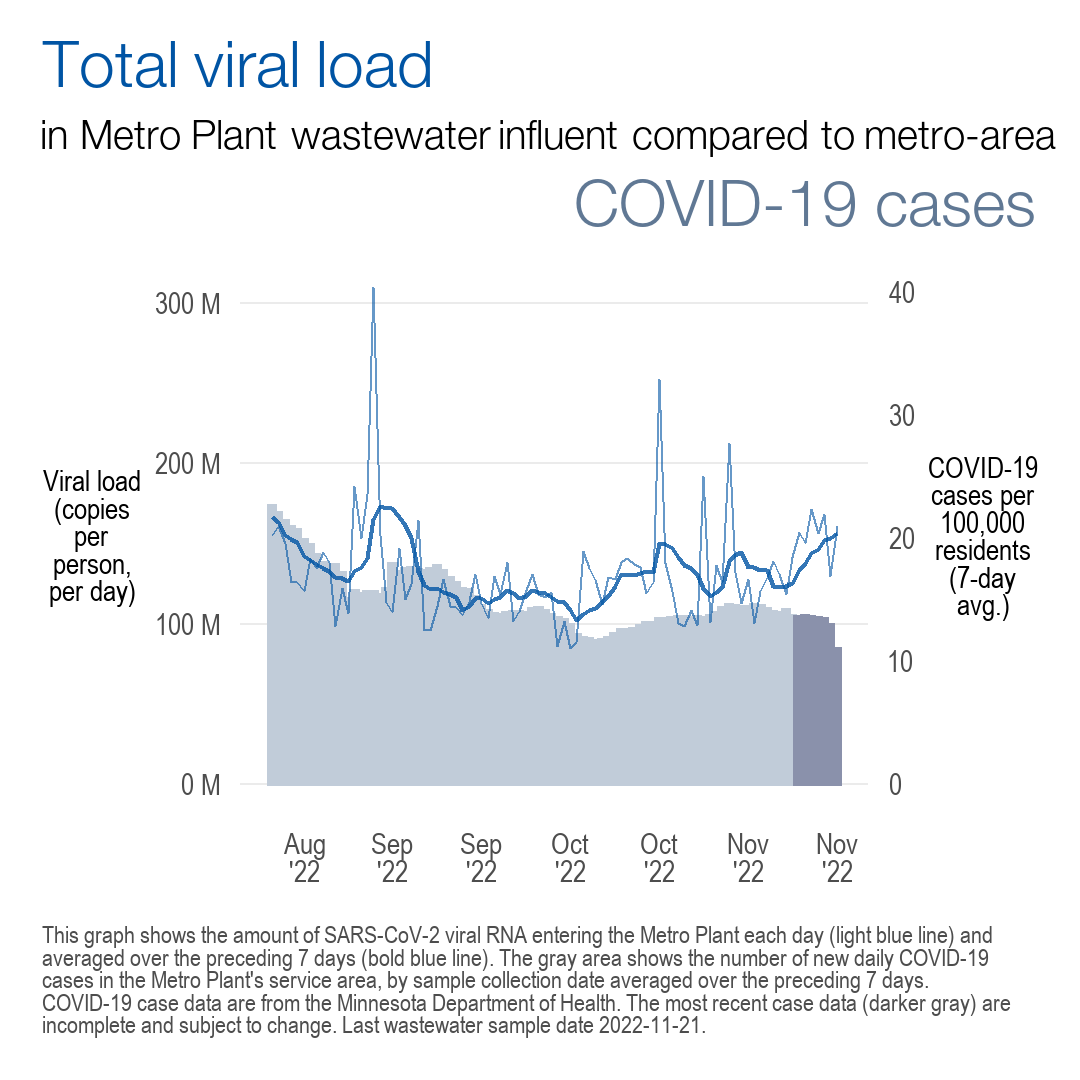 Total viral load
in Metro Plant wastewater influent compared to metro-area
COVID-19 cases
300 M
200 M
100 M
0 M
Viral load
(copies
per
person,
per day)
40
30
20
10
0
COVID-19
cases per
100,000
residents
(7-day
avg.)
Aug
'22
Sep
'22
Sep
'22
Oct
'22
Oct
'22
Nov
'22
Nov
'22
This graph shows the amount of SARS-CoV-2 viral RNA entering the Metro Plant each day (light blue line) and
averaged over the preceding 7 days (bold blue line). The gray area shows the number of new daily COVID-19
cases in the Metro Plant's service area, by sample collection date averaged over the preceding 7 days.
COVID-19 case data are from the Minnesota Department of Health. The most recent case data (darker gray) are
incomplete and subject to change. Last wastewater sample date 2022-11-21.